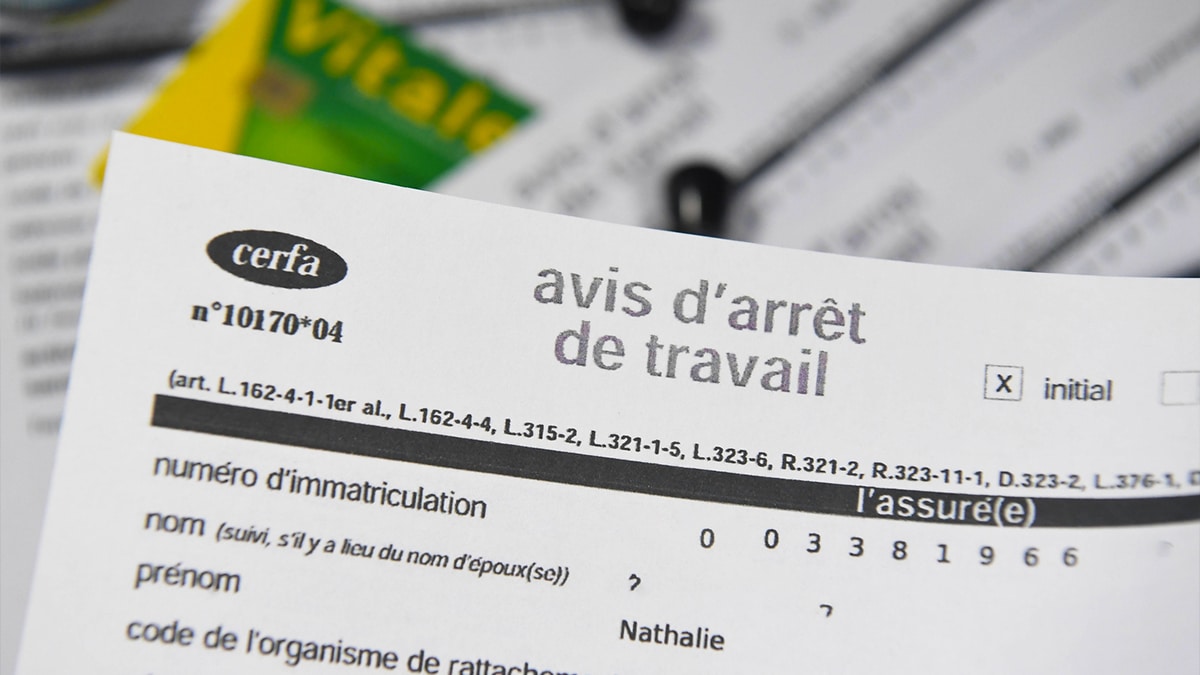 Vitale
cerfa
n°10170*04
avis d'arrêt
de travail
X initial
(art. L.162-4-1-1er al., L.162-4-4, L.315-2, L.321-1-5, L.323-6, R.321-2, R.323-11-1, D.323-2, L.376-1,
l'assuré(e)
numéro d'immatriculation
0 0 3 3 8 1 9 6 6
nom (suivi, s'il y a lieu du nom d'époux(se))
?
?
prénom
Nathalie
code de l'organisme de rattachem